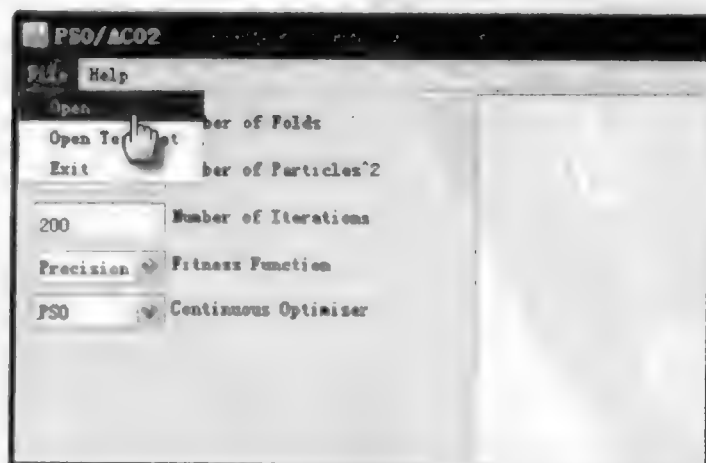 PSO/ACO2
File Help
Open
ber of Folds
Open Te t
Exit
ber of Particles^2
200
Number of Iterations
Precision
Fitness Function
PSO
Continuous Optimiser